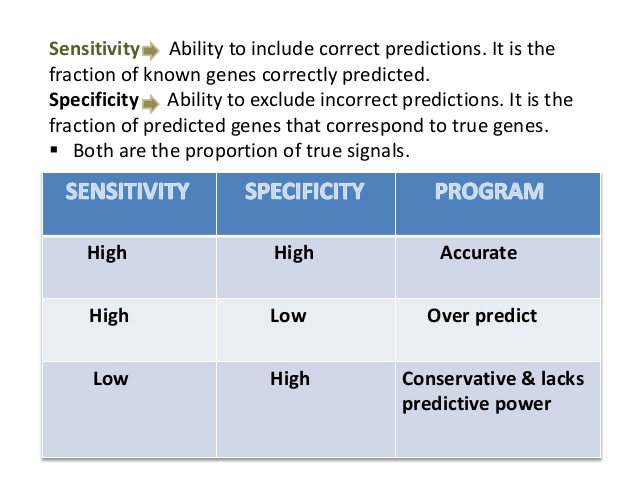 Sensitivity Ability to include correct predictions. It is the
fraction of known genes correctly predicted.
Specificity Ability to exclude incorrect predictions. It is the
fraction of predicted genes that correspond to true genes.
▪ Both are the proportion of true signals.
SENSITIVITY SPECIFICITY PROGRAM
High High Accurate
High Low Over predict
Low High Conservative & lacks
predictive power